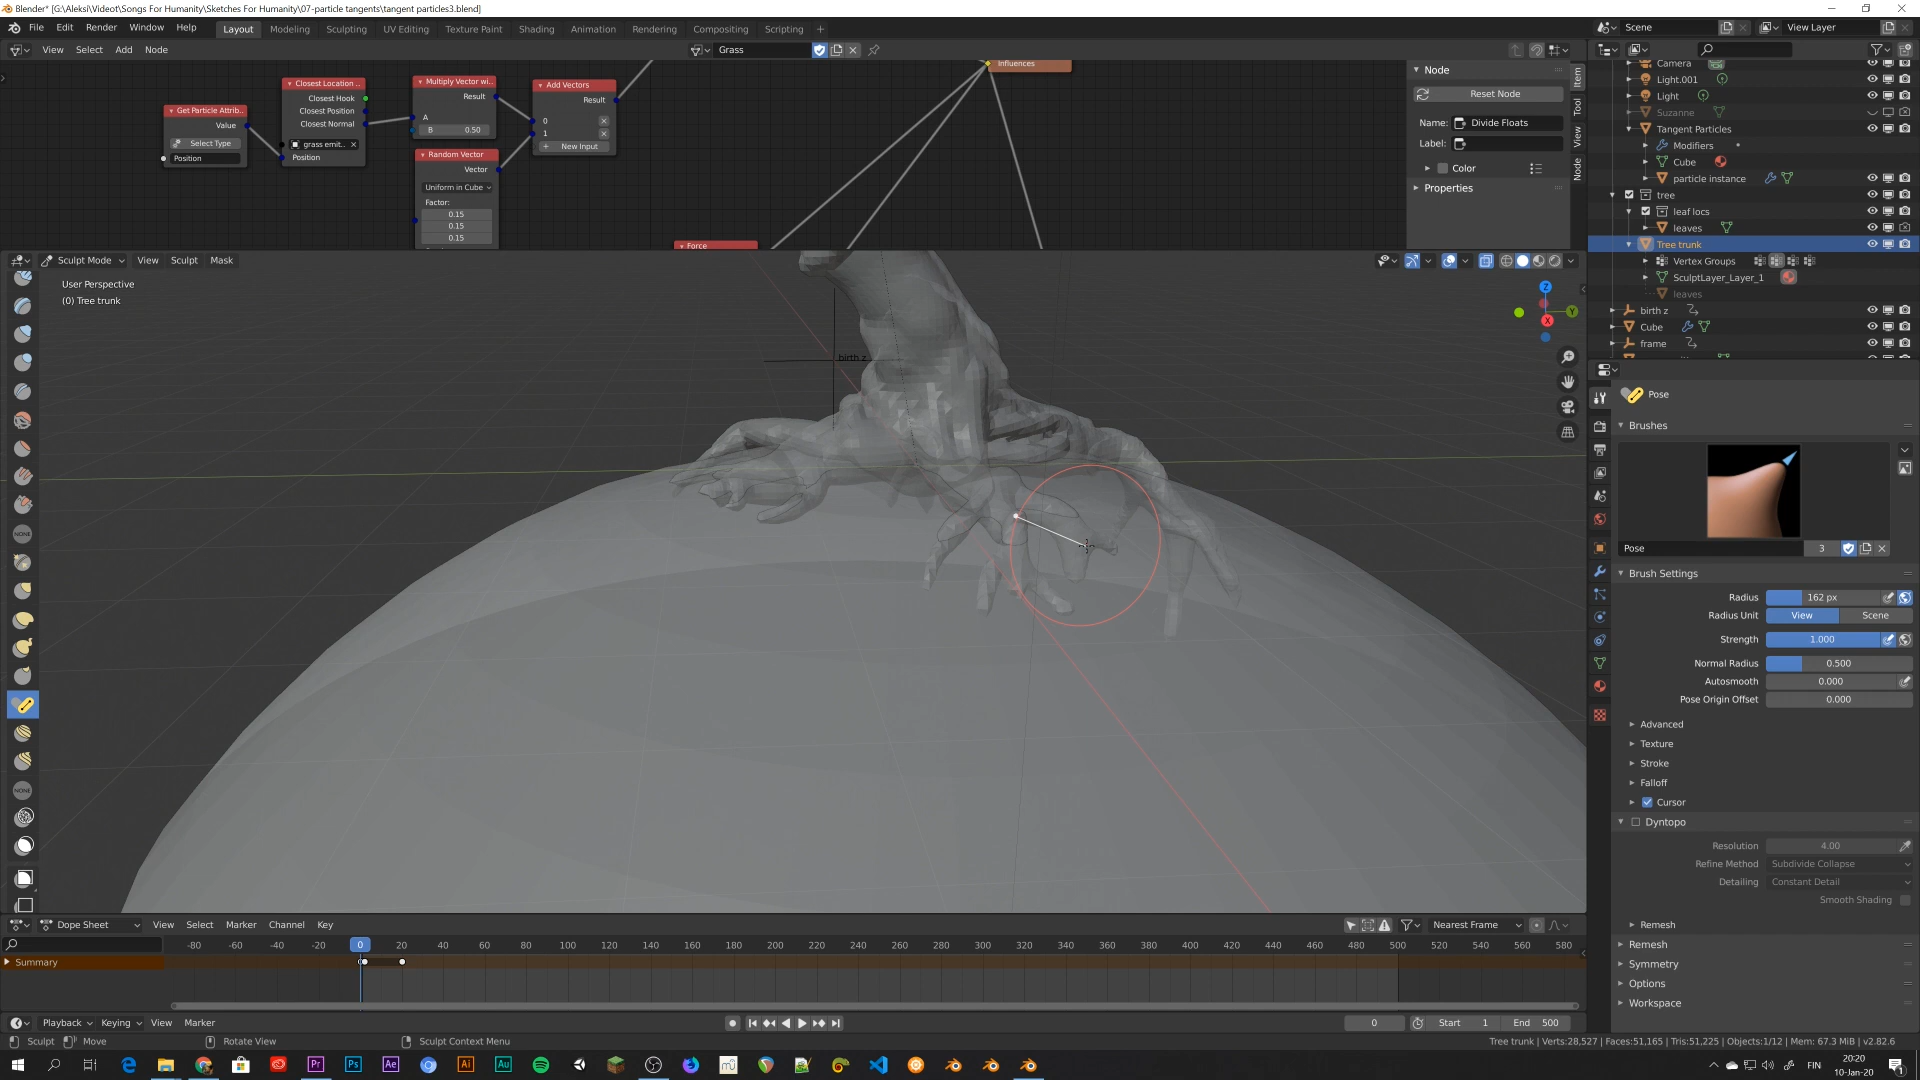 Blender* [G:\Aleksi\Videot\Songs For Humanity\Sketches For Humanity\07-particle tangents\tangent particles3.blend]
File Edit Render Window Help Layout Modeling Sculpting UV Editing Texture Paint Shading Animation Rendering Compositing Scripting +
Scene View Layer
View Select Add Node Grass
Influences
Closest Location ..
Closest Hook
Closest Position
Closest Normal
grass emit..
Position
Get Particle Attrib..
Value
Select Type
Position
Multiply Vector wi..
Result
A
B 0.50
Random Vector
Vector
Uniform in Cube
Factor:
0.15
0.15
0.15
Add Vectors
Result
0
1
New Input
Force
Node
Reset Node
Name: Divide Floats
Label:
Color
Properties
Item
Tool
View
Node
Camera
Light.001
Light
Suzanne
Tangent Particles
Modifiers
Cube
particle instance
tree
leaf locs
leaves
Tree trunk
Vertex Groups
SculptLayer_Layer_1
leaves
birth z
Cube
frame
Sculpt Mode View Sculpt Mask
User Perspective
(0) Tree trunk
birth z
Z
Y
X
NONE
NONE
Pose
Brushes
Pose 3
Brush Settings
Radius 162 px
Radius Unit View Scene
Strength 1.000
Normal Radius 0.500
Autosmooth 0.000
Pose Origin Offset 0.000
Advanced
Texture
Stroke
Falloff
Cursor
Dyntopo
Resolution 4.00
Refine Method Subdivide Collapse
Detailing Constant Detail
Smooth Shading
Remesh
Remesh
Symmetry
Options
Workspace
Dope Sheet View Select Marker Channel Key Nearest Frame
-80 -60 -40 -20 0 20 40 60 80 100 120 140 160 180 200 220 240 260 280 300 320 340 360 380 400 420 440 460 480 500 520 540 560 580
Summary
Playback Keying View Marker 0 Start 1 End 500
Sculpt Move Rotate View Sculpt Context Menu
Tree trunk | Verts:28,527 | Faces:51,165 | Tris:51,225 | Objects:1/12 | Mem: 67.3 MiB | v2.82.6
Pr Ps Ae Ai Au
FIN
20:20
10-Jan-20
1